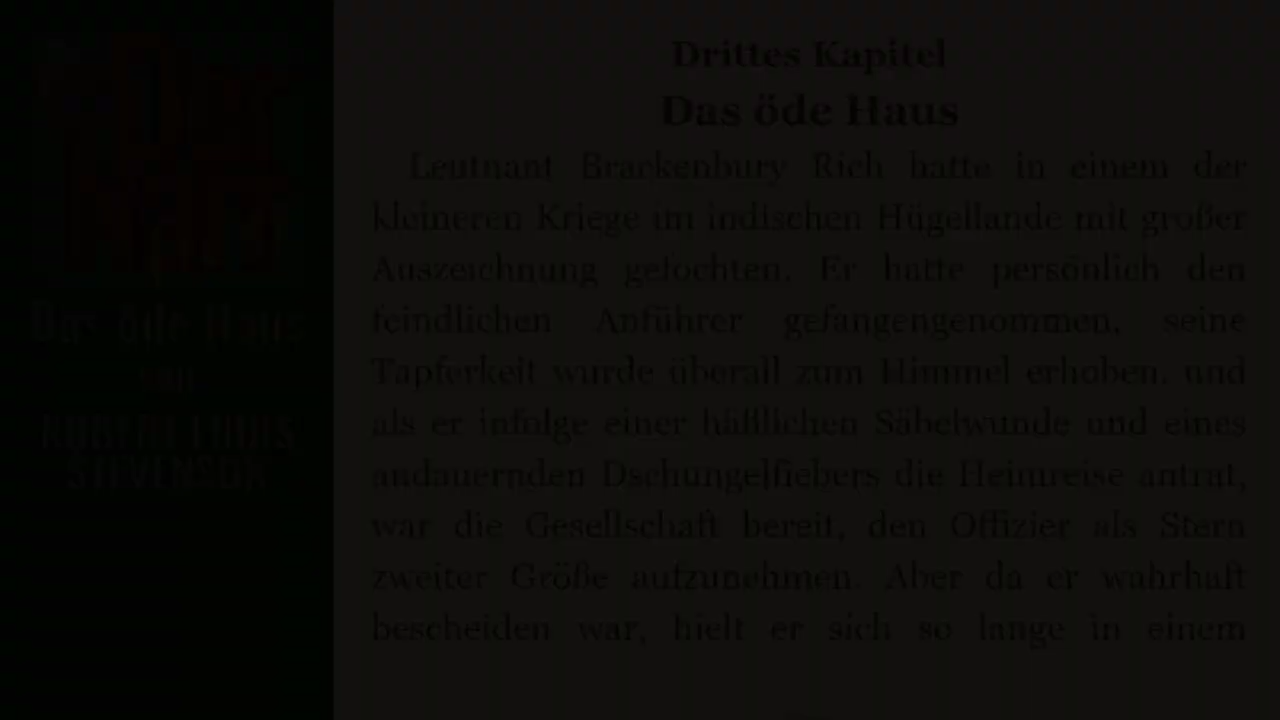 Das öde Haus
ROBERT LOUIS
STEVENSON
Drittes Kapitel
Das öde Haus
Leutnant Brackenbury Rich hatte in einem der
kleineren Kriege im indischen Hügellande mit großer
Auszeichnung gefochten. Er hatte persönlich den
feindlichen Anführer gefangengenommen, seine
Tapferkeit wurde überall zum Himmel erhoben, und
als er infolge einer häßlichen Säbelwunde und eines
andauernden Dschungelfiebers die Heimreise antrat,
war die Gesellschaft bereit, den Offizier als Stern
zweiter Größe aufzunehmen. Aber da er wahrhaft
bescheiden war, hielt er sich so lange in einem